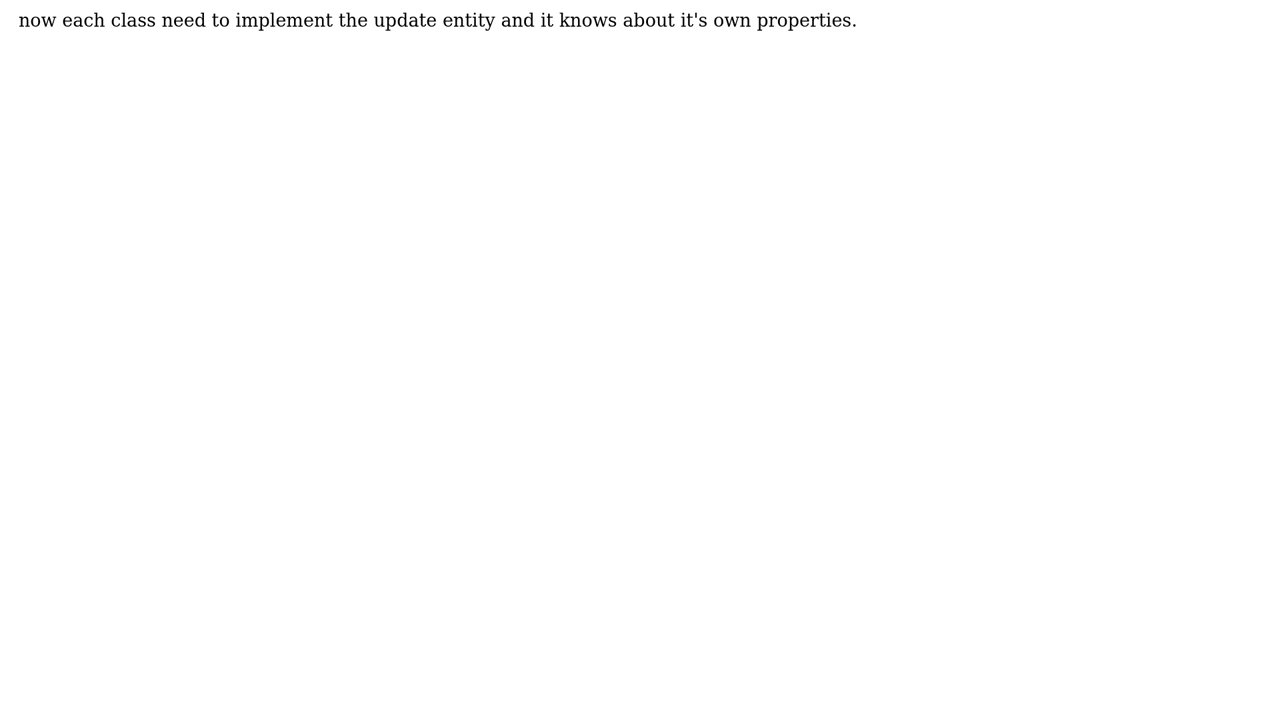 now each class need to implement the update entity and it knows about it's own properties.